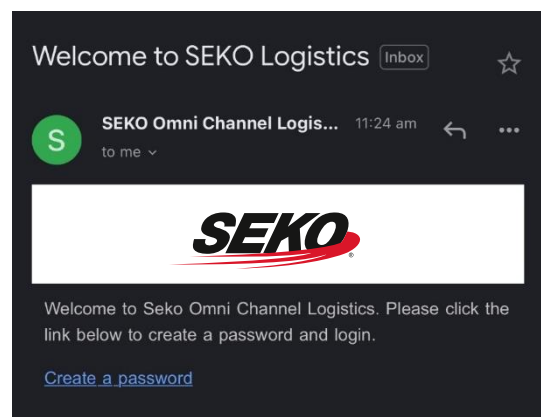 Welcome to SEKO Logistics Inbox
SEKO Omni Channel Logis... 11:24 am
S
to me
SEKO
®
Welcome to Seko Omni Channel Logistics. Please click the
link below to create a password and login.
Create a password